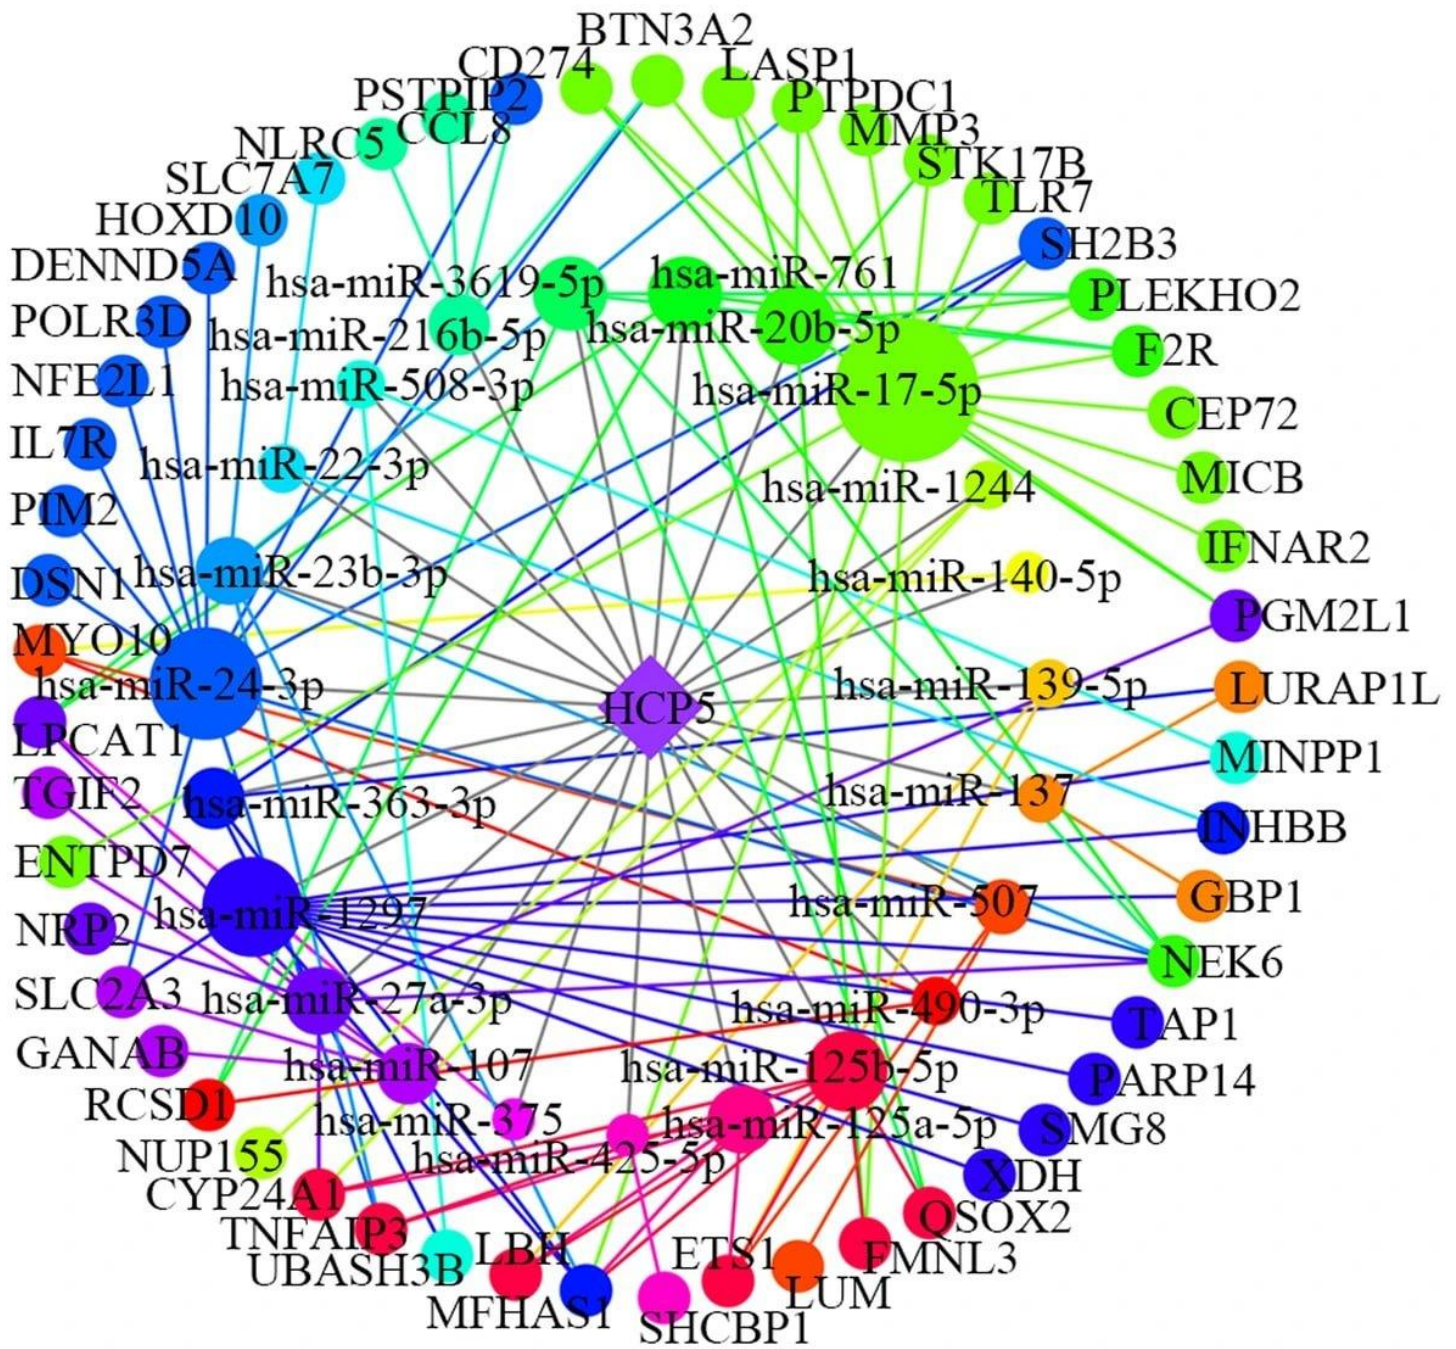 BTN3A2
CD274
LASP1
PSTPIP2
PTPDC1
CCL8
MMP3
NLRC5
STK17B
SLC7A7
TLR7
HOXD10
SH2B3
DENND5A
hsa-miR-3619-5p
hsa-miR-761
PLEKHO2
POLR3D
hsa-miR-216b-5p
hsa-miR-20b-5p
F2R
NFE2L1
hsa-miR-508-3p
hsa-miR-17-5p
CEP72
IL7R
hsa-miR-22-3p
hsa-miR-1244
MICB
PIM2
IFNAR2
DSN1
hsa-miR-23b-3p
hsa-miR-140-5p
PGM2L1
MYO10
hsa-miR-24-3p
HCP5
hsa-miR-139-5p
LURAP1L
LPCAT1
MINPP1
TGIF2
hsa-miR-363-3p
hsa-miR-137
INHBB
ENTPD7
GBP1
NRP2
hsa-miR-1297
hsa-miR-507
NEK6
SLC2A3
hsa-miR-27a-3p
hsa-miR-490-3p
TAP1
GANAB
hsa-miR-107
hsa-miR-125b-5p
PARP14
RCSD1
hsa-miR-375
hsa-miR-125a-5p
SMG8
NUP155
hsa-miR-425-5p
XDH
CYP24A1
QSOX2
TNFAIP3
LBH
ETS1
FMNL3
UBASH3B
LUM
MFHAS1
SHCBP1